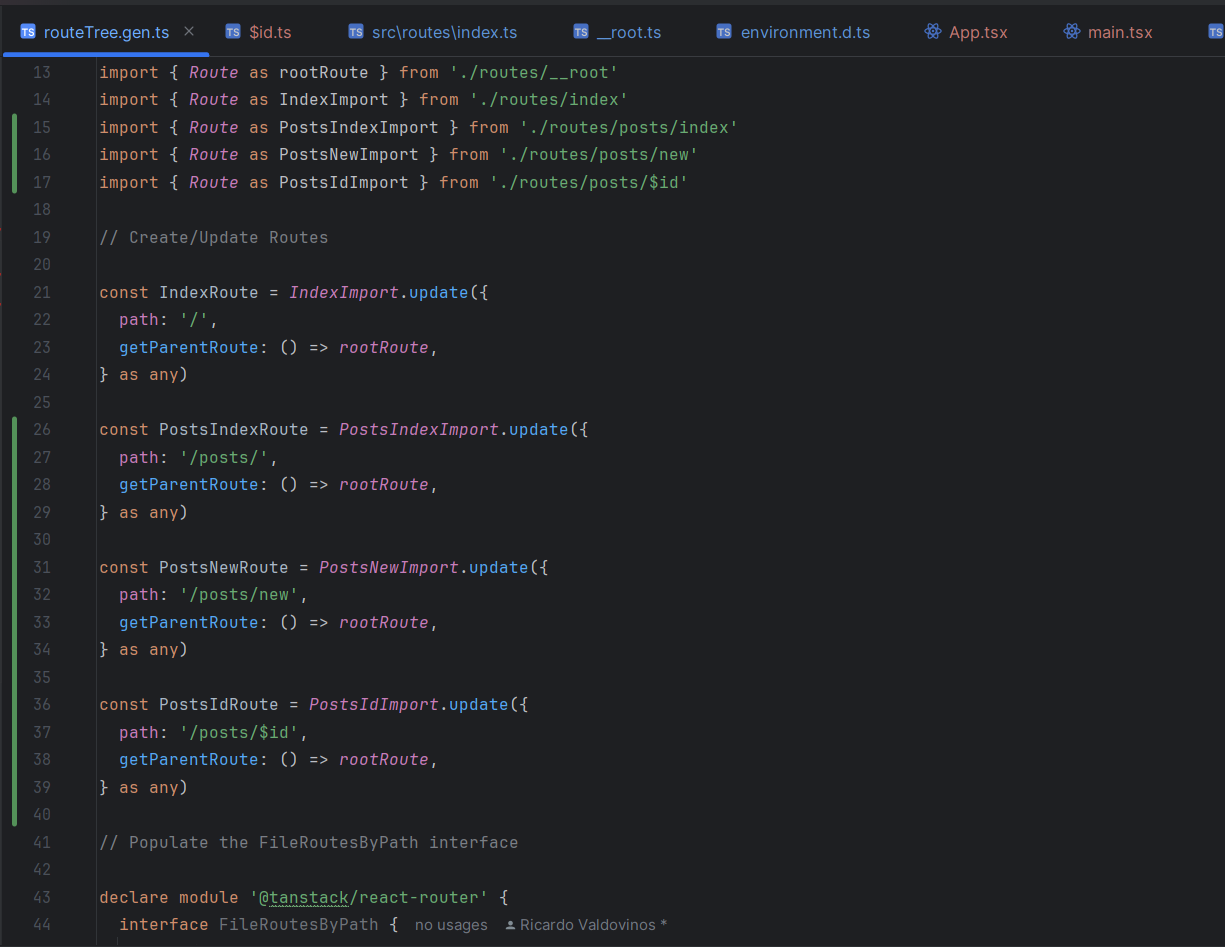 TS routeTree.gen.ts × TS $id.ts TS src\routes\index.ts TS __root.ts TS environment.d.ts App.tsx main.tsx TS
13 import { Route as rootRoute } from './routes/__root'
14 import { Route as IndexImport } from './routes/index'
15 import { Route as PostsIndexImport } from './routes/posts/index'
16 import { Route as PostsNewImport } from './routes/posts/new'
17 import { Route as PostsIdImport } from './routes/posts/$id'
18
19 // Create/Update Routes
20
21 const IndexRoute = IndexImport.update({
22   path: '/',
23   getParentRoute: () => rootRoute,
24 } as any)
25
26 const PostsIndexRoute = PostsIndexImport.update({
27   path: '/posts/',
28   getParentRoute: () => rootRoute,
29 } as any)
30
31 const PostsNewRoute = PostsNewImport.update({
32   path: '/posts/new',
33   getParentRoute: () => rootRoute,
34 } as any)
35
36 const PostsIdRoute = PostsIdImport.update({
37   path: '/posts/$id',
38   getParentRoute: () => rootRoute,
39 } as any)
40
41 // Populate the FileRoutesByPath interface
42
43 declare module '@tanstack/react-router' {
44   interface FileRoutesByPath { no usages Ricardo Valdovinos *